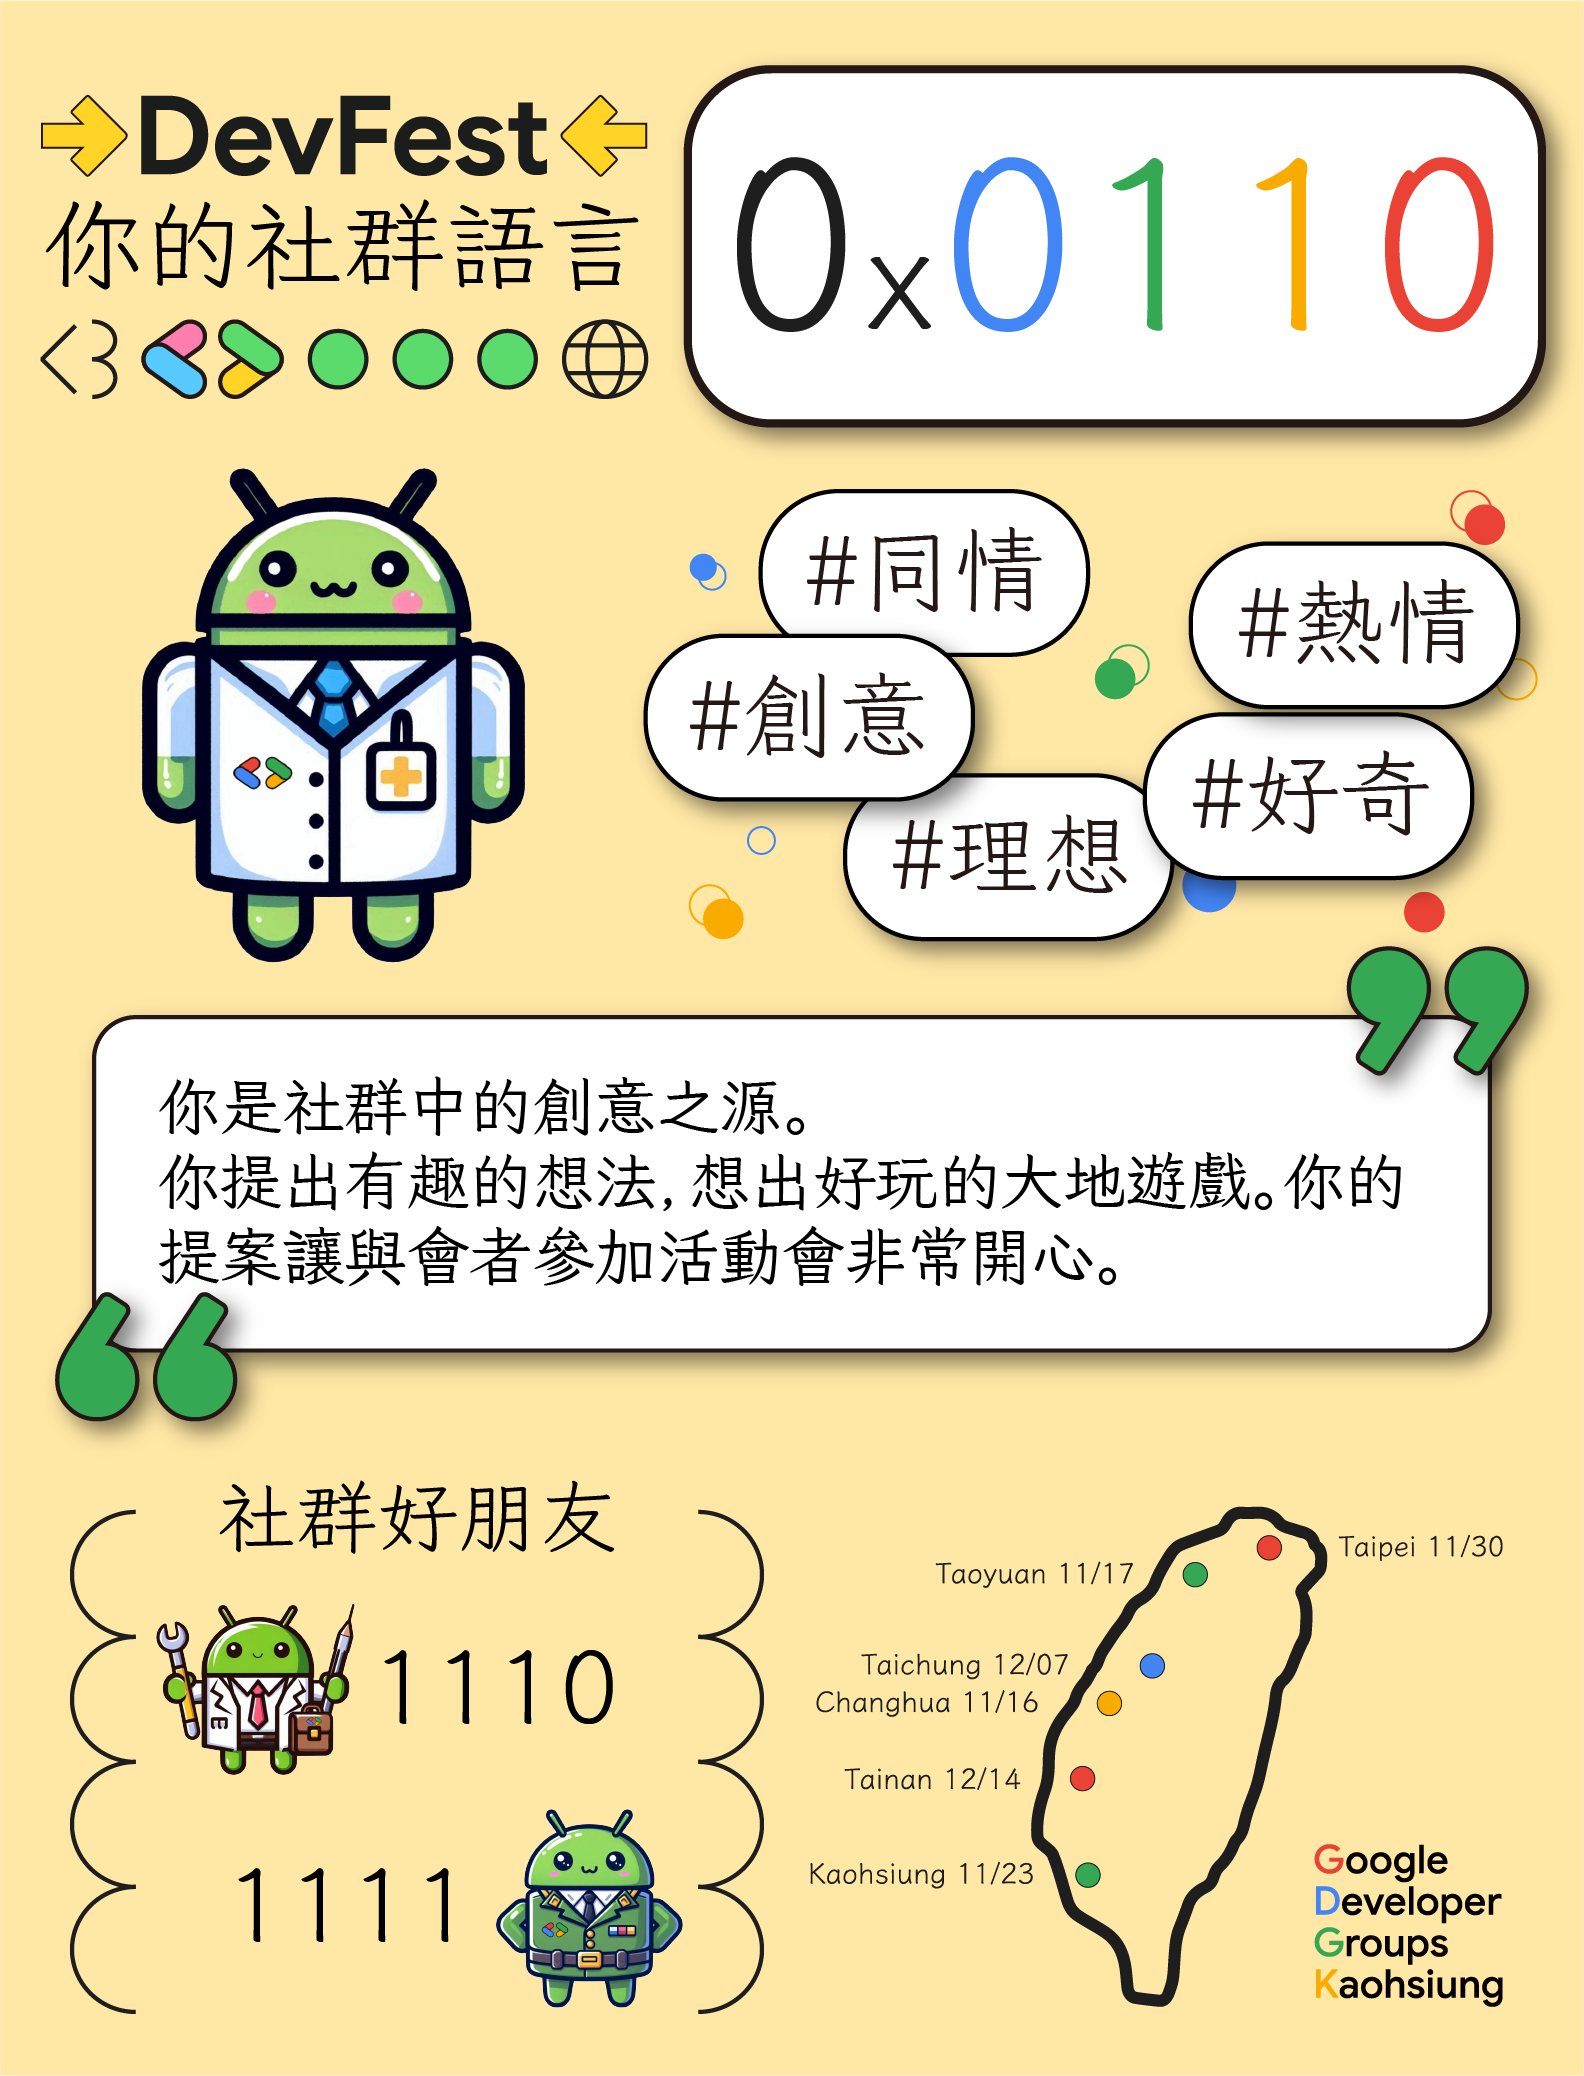 DevFest
你的社群語言
0x0110
#同情
#熱情
#創意
#好奇
#理想
你是社群中的創意之源。
你提出有趣的想法,想出好玩的大地遊戲。你的
提案讓與會者參加活動會非常開心。
社群好朋友
1110
1111
Taipei 11/30
Taoyuan 11/17
Taichung 12/07
Changhua 11/16
Tainan 12/14
Kaohsiung 11/23
Google
Developer
Groups
Kaohsiung